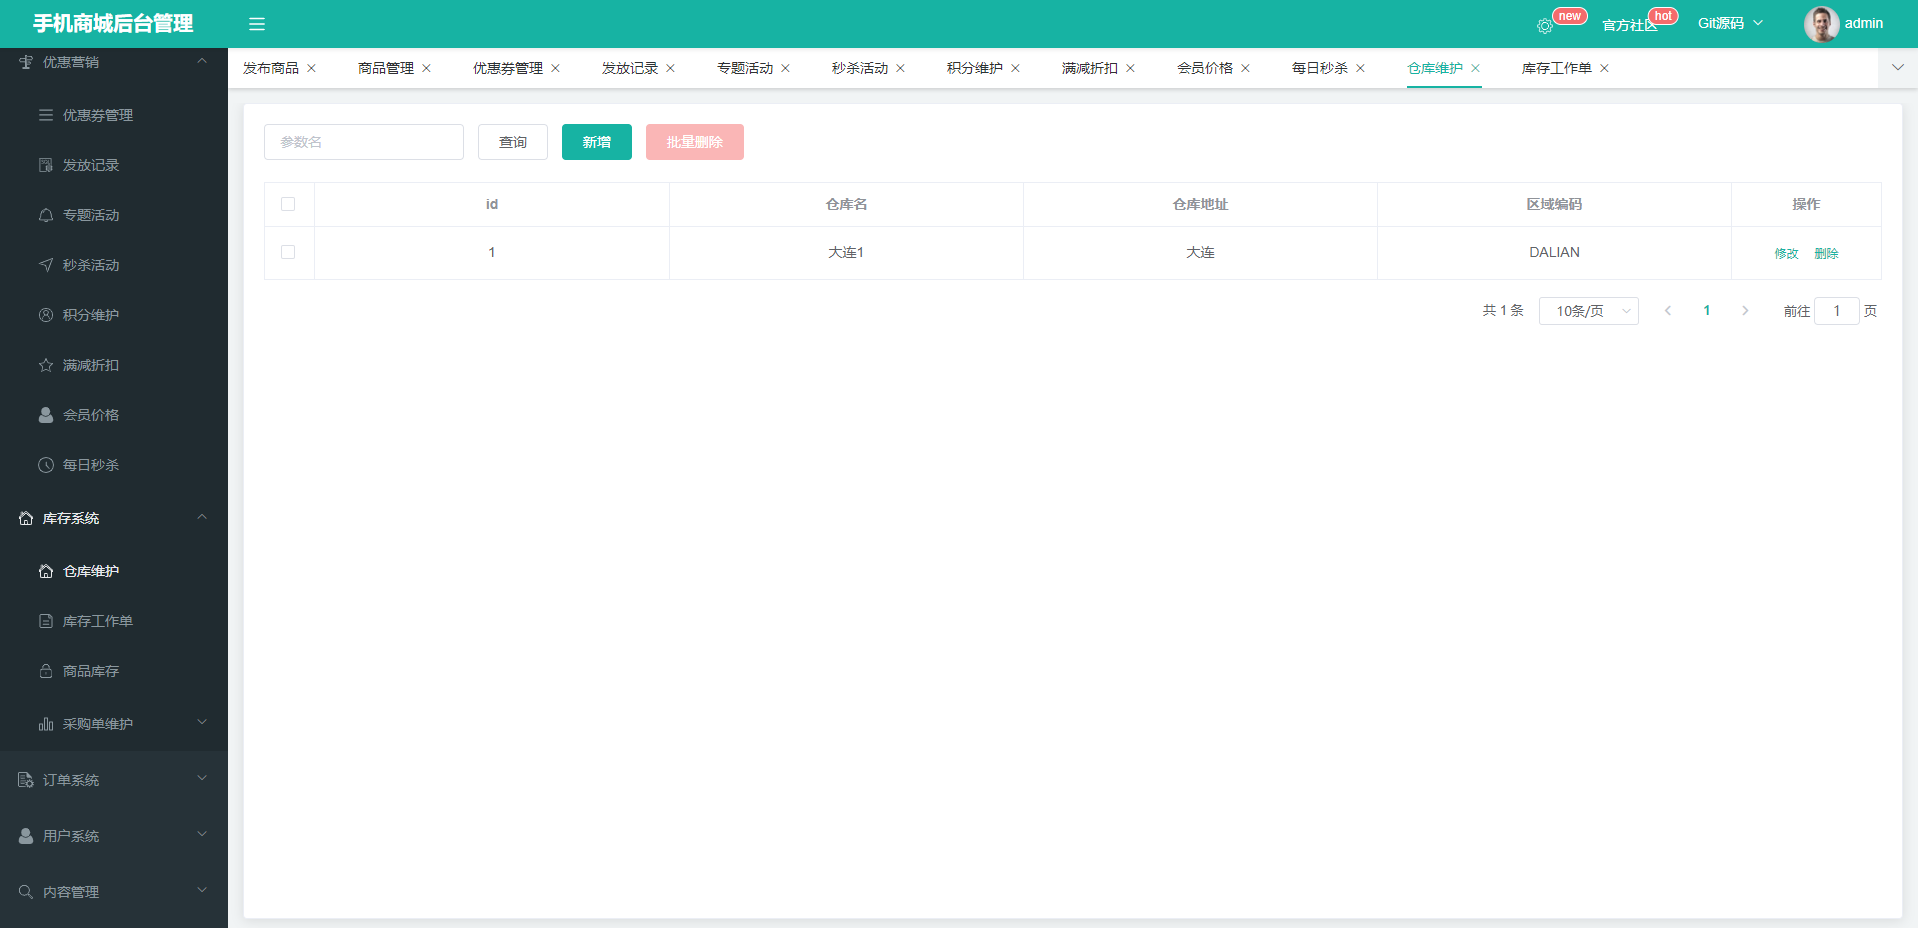 手机商城后台管理
new
官方社区
hot
Git源码
admin
优惠营销
优惠券管理
发放记录
专题活动
秒杀活动
积分维护
满减折扣
会员价格
每日秒杀
库存系统
仓库维护
库存工作单
商品库存
采购单维护
订单系统
用户系统
内容管理
发布商品 商品管理 优惠券管理 发放记录 专题活动 秒杀活动 积分维护 满减折扣 会员价格 每日秒杀 仓库维护 库存工作单
参数名 查询 新增 批量删除
id 仓库名 仓库地址 区域编码 操作
1 大连1 大连 DALIAN 修改 删除
共 1 条 10条/页 1 前往 1 页